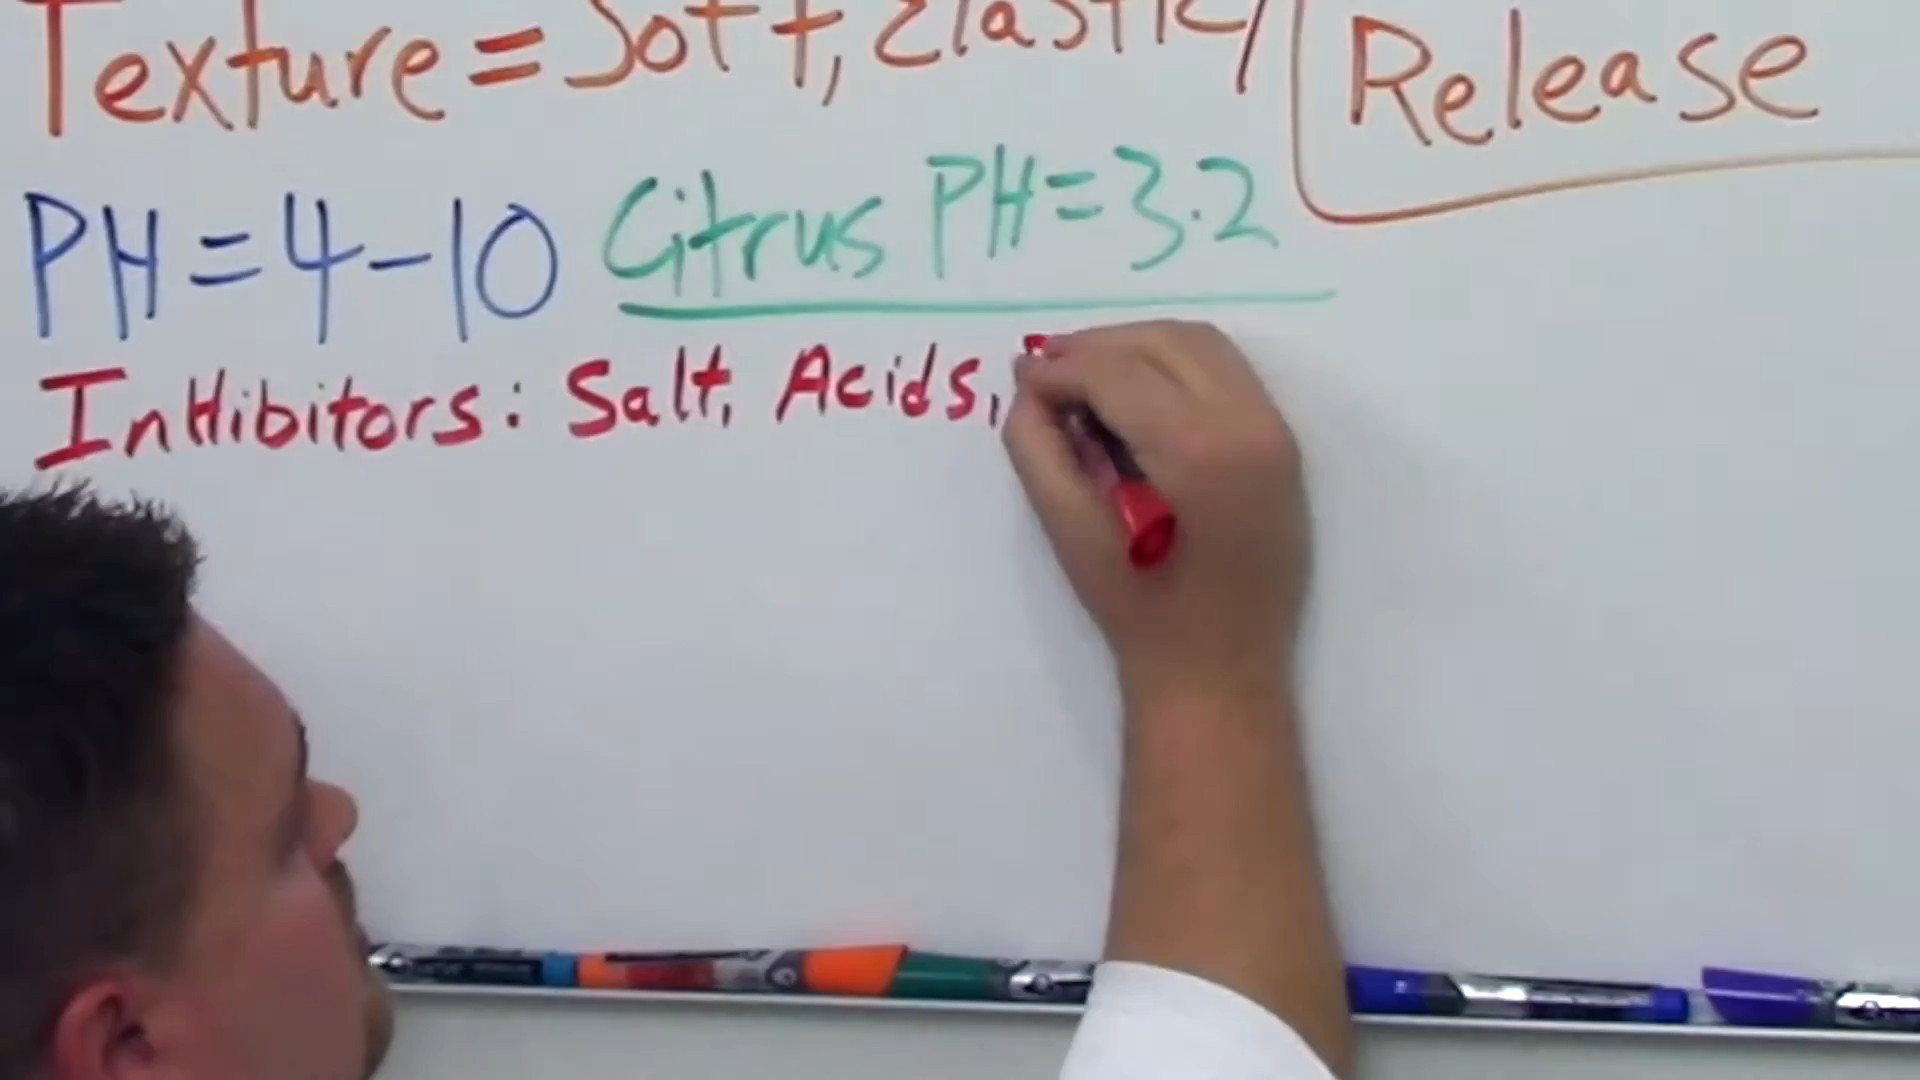 Texture = Soft, Elastic,
Release
PH = 4-10
Citrus PH = 3.2
InHibitors: Salt, Acids,